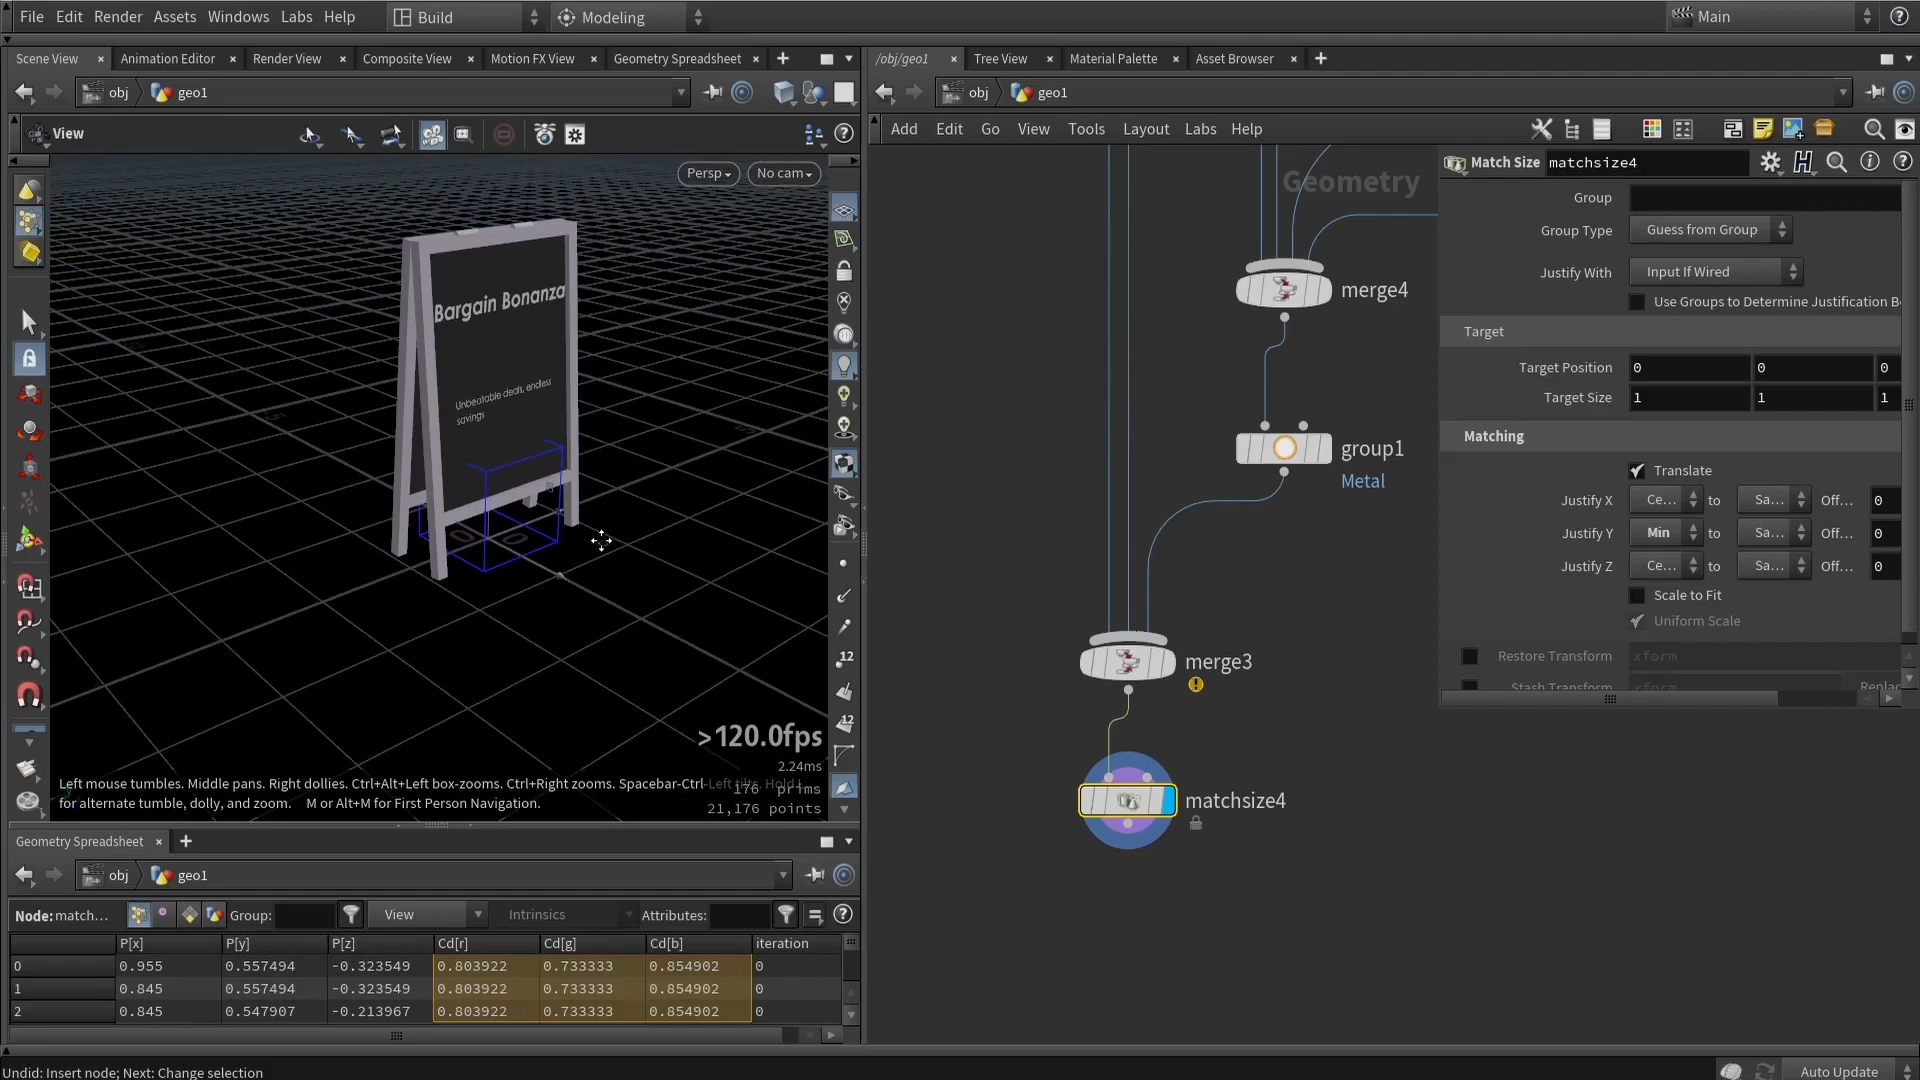 File Edit Render Assets Windows Labs Help Build Modeling Main
Scene View Animation Editor Render View Composite View Motion FX View Geometry Spreadsheet
/obj/geo1 Tree View Material Palette Asset Browser
obj geo1
obj geo1
View
Add Edit Go View Tools Layout Labs Help
Persp No cam
Bargain Bonanza
Unbeatable deals, endless
savings
>120.0fps
2.24ms
Left mouse tumbles. Middle pans. Right dollies. Ctrl+Alt+Left box-zooms. Ctrl+Right zooms. Spacebar-Ctrl-Left tilts. Hold
for alternate tumble, dolly, and zoom. M or Alt+M for First Person Navigation.
176 prims
21,176 points
12
12
Geometry
merge4
group1
Metal
merge3
matchsize4
Match Size matchsize4
Group
Group Type Guess from Group
Justify With Input If Wired
Use Groups to Determine Justification B
Target
Target Position 0 0 0
Target Size 1 1 1
Matching
Translate
Justify X Ce... to Sa... Off... 0
Justify Y Min to Sa... Off... 0
Justify Z Ce... to Sa... Off... 0
Scale to Fit
Uniform Scale
Restore Transform xform
Stash Transform xform Replac
Geometry Spreadsheet
obj geo1
Node: match... Group: View Intrinsics Attributes:
P[x] P[y] P[z] Cd[r] Cd[g] Cd[b] iteration
0 0.955 0.557494 -0.323549 0.803922 0.733333 0.854902 0
1 0.845 0.557494 -0.323549 0.803922 0.733333 0.854902 0
2 0.845 0.547907 -0.213967 0.803922 0.733333 0.854902 0
Undid: Insert node; Next: Change selection
Auto Update